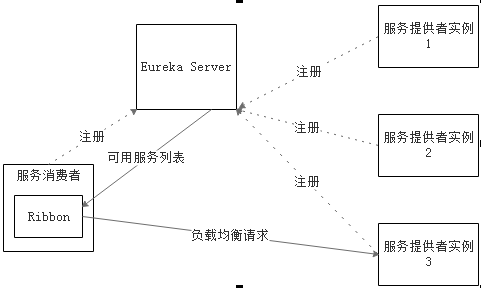 服务提供者实例
1
Eureka Server
注册
注册
服务提供者实例
2
注册
可用服务列表
服务消费者
注册
Ribbon
负载均衡请求
服务提供者实例
3